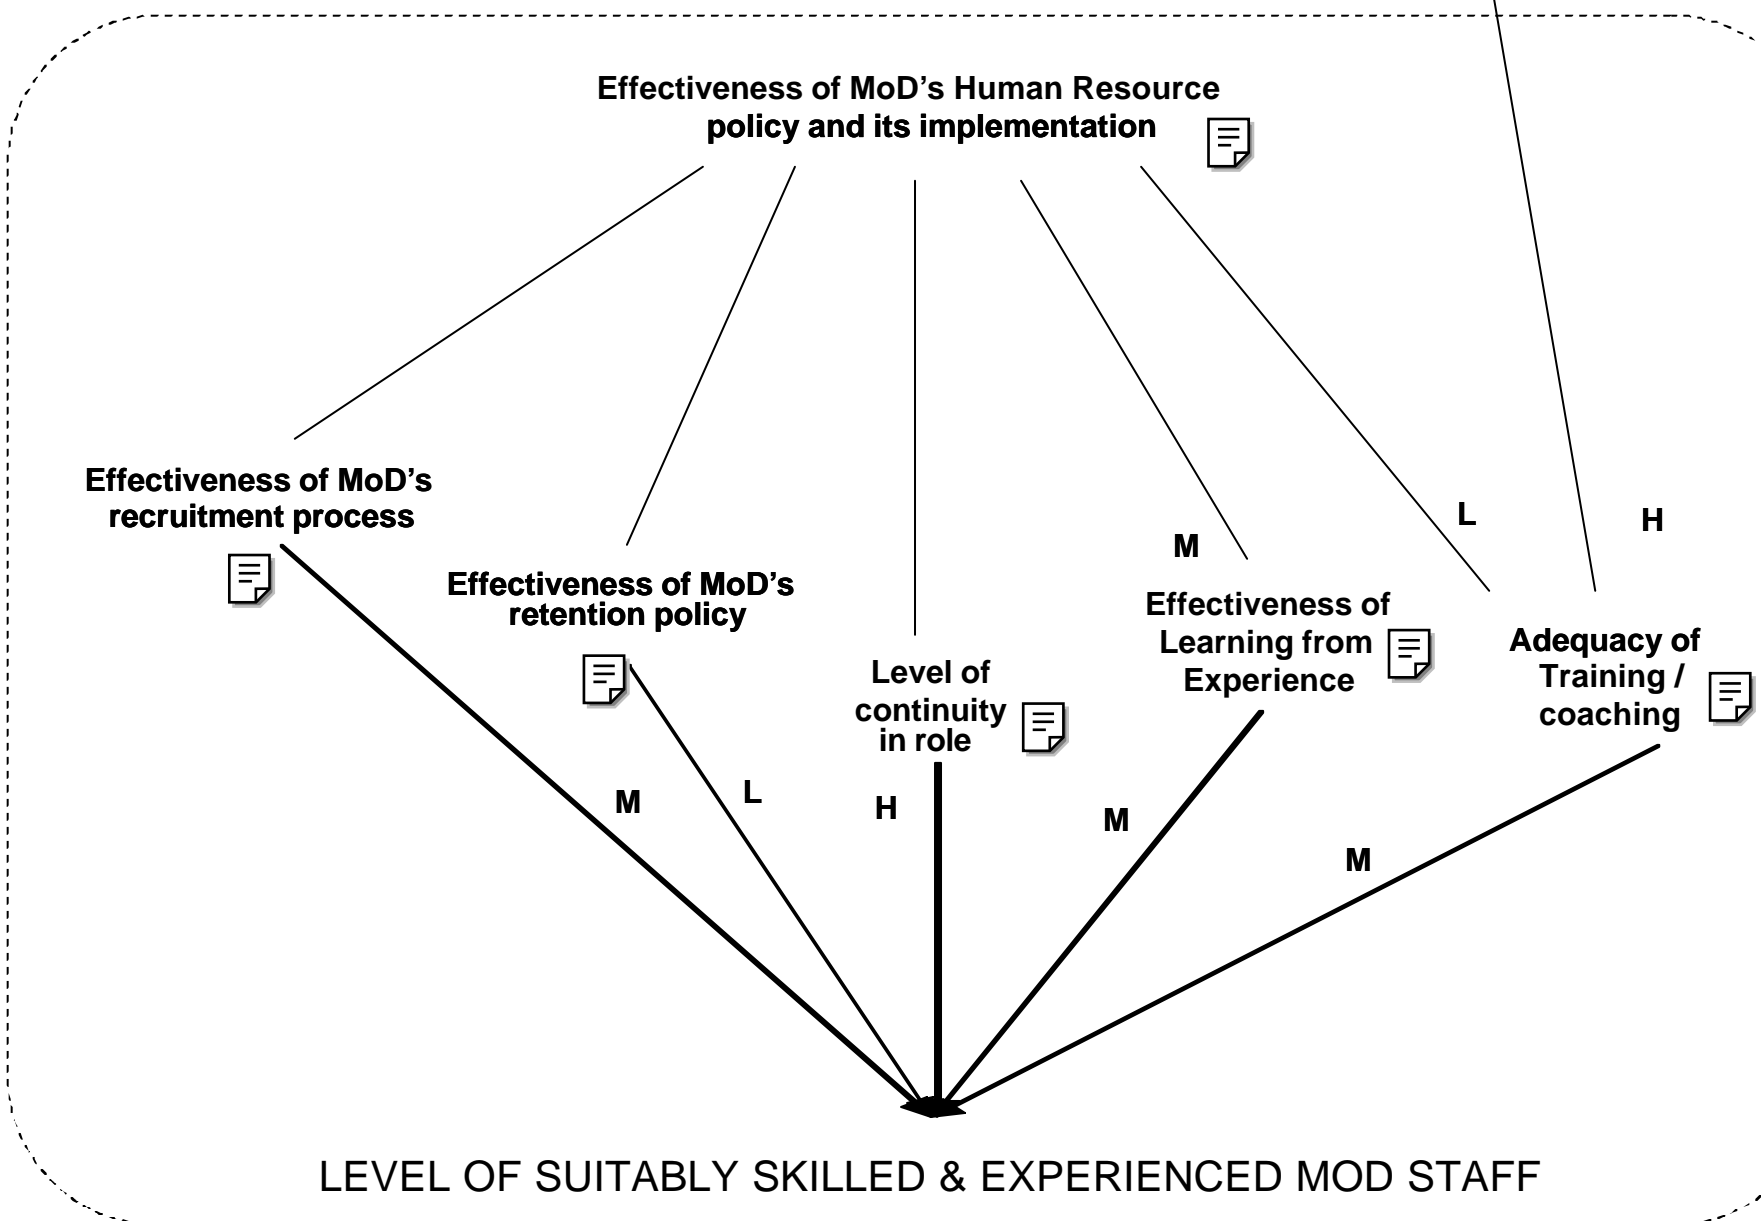 Effectiveness of MoD’s Human Resource
policy and its implementation
Effectiveness of MoD’s
recruitment process
Effectiveness of MoD’s
retention policy
Level of
continuity
in role
M
Effectiveness of
Learning from
Experience
L
H
Adequacy of
Training /
coaching
M
L
H
M
M
LEVEL OF SUITABLY SKILLED & EXPERIENCED MOD STAFF